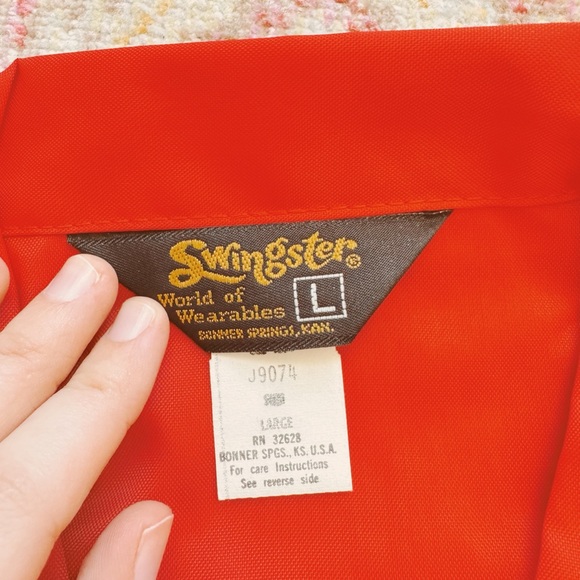 Swingster®
World of
Wearables
L
BONNER SPRINGS, KAN.
J9074
LARGE
RN 32628
BONNER SPGS., KS. U.S.A.
For care Instructions
See reverse side